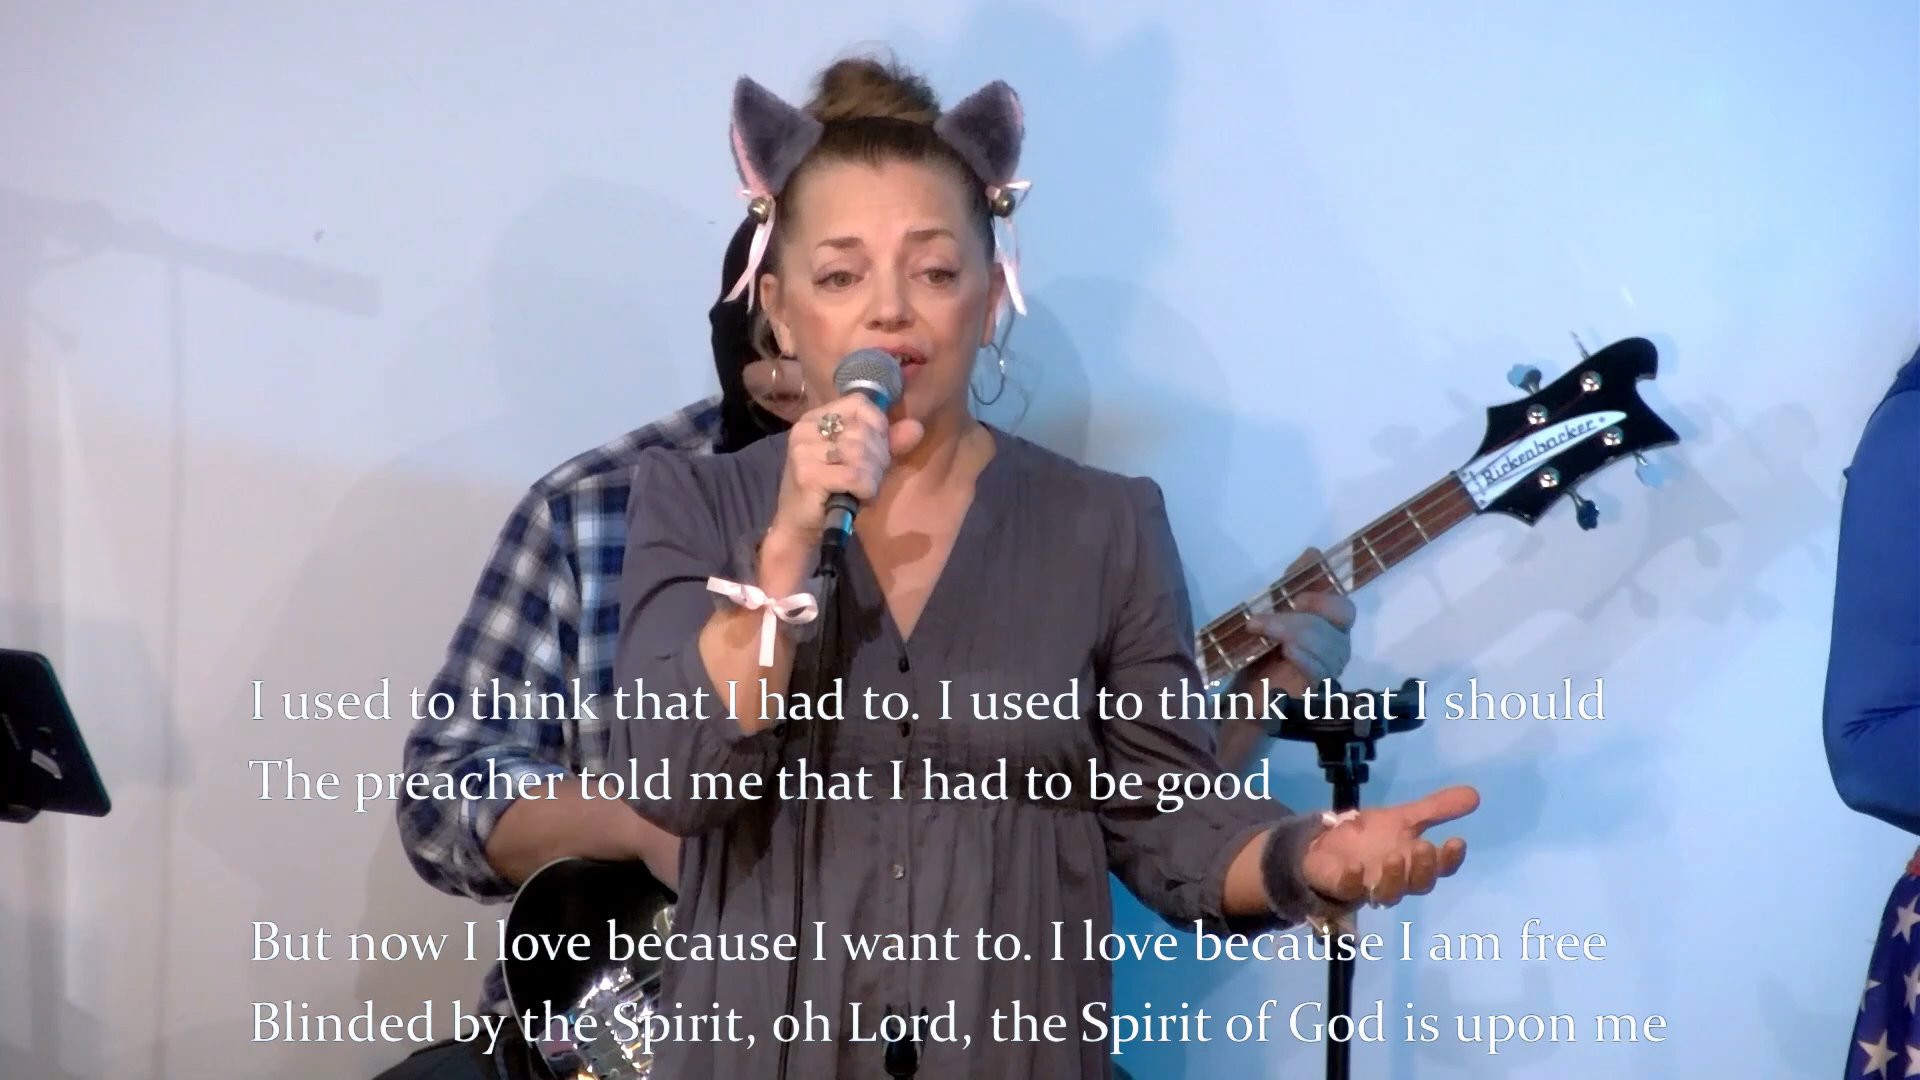 Rickenbacker
I used to think that I had to. I used to think that I should
The preacher told me that I had to be good
But now I love because I want to. I love because I am free
Blinded by the Spirit, oh Lord, the Spirit of God is upon me